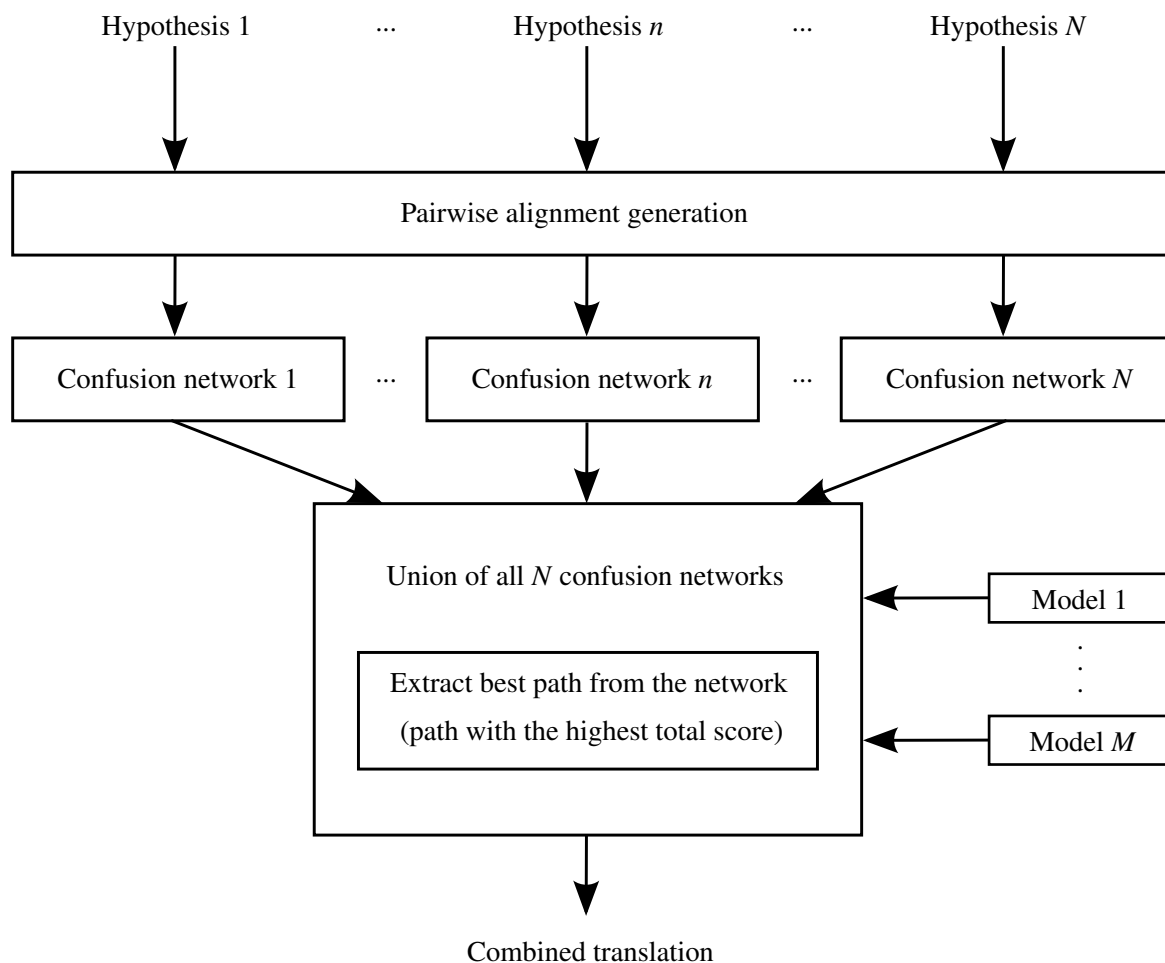 Hypothesis 1 ... Hypothesis n ... Hypothesis N
Pairwise alignment generation
Confusion network 1 ... Confusion network n ... Confusion network N
Union of all N confusion networks
Model 1
.
.
.
Extract best path from the network
(path with the highest total score)
Model M
Combined translation